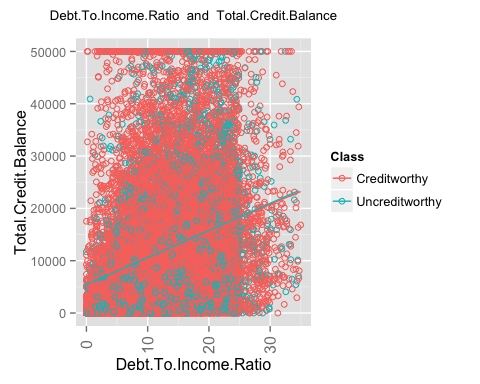 Debt.To.Income.Ratio and Total.Credit.Balance
50000
40000
30000
20000
10000
0
Total.Credit.Balance
0
10
20
30
Debt.To.Income.Ratio
Class
Creditworthy
Uncreditworthy